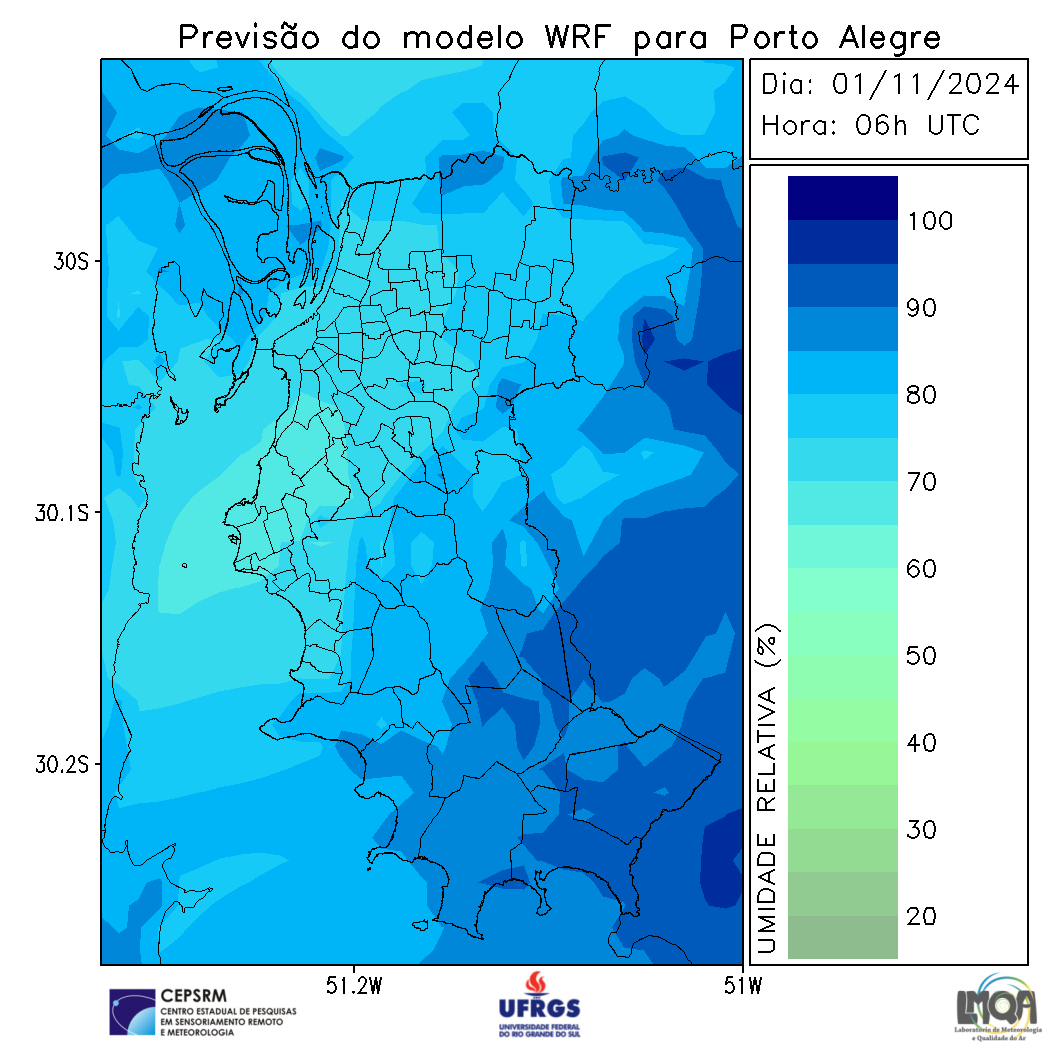 Previsão do modelo WRF para Porto Alegre
Dia: 01/11/2024
Hora: 06h UTC
30S
30.1S
30.2S
51.2W
51W
UMIDADE RELATIVA (%)
100
90
80
70
60
50
40
30
20
CEPSRM
CENTRO ESTADUAL DE PESQUISAS
EM SENSORIAMENTO REMOTO
E METEOROLOGIA
UFRGS
UNIVERSIDADE FEDERAL
DO RIO GRANDE DO SUL
LMQA
Laboratório de Meteorologia
e Qualidade do Ar